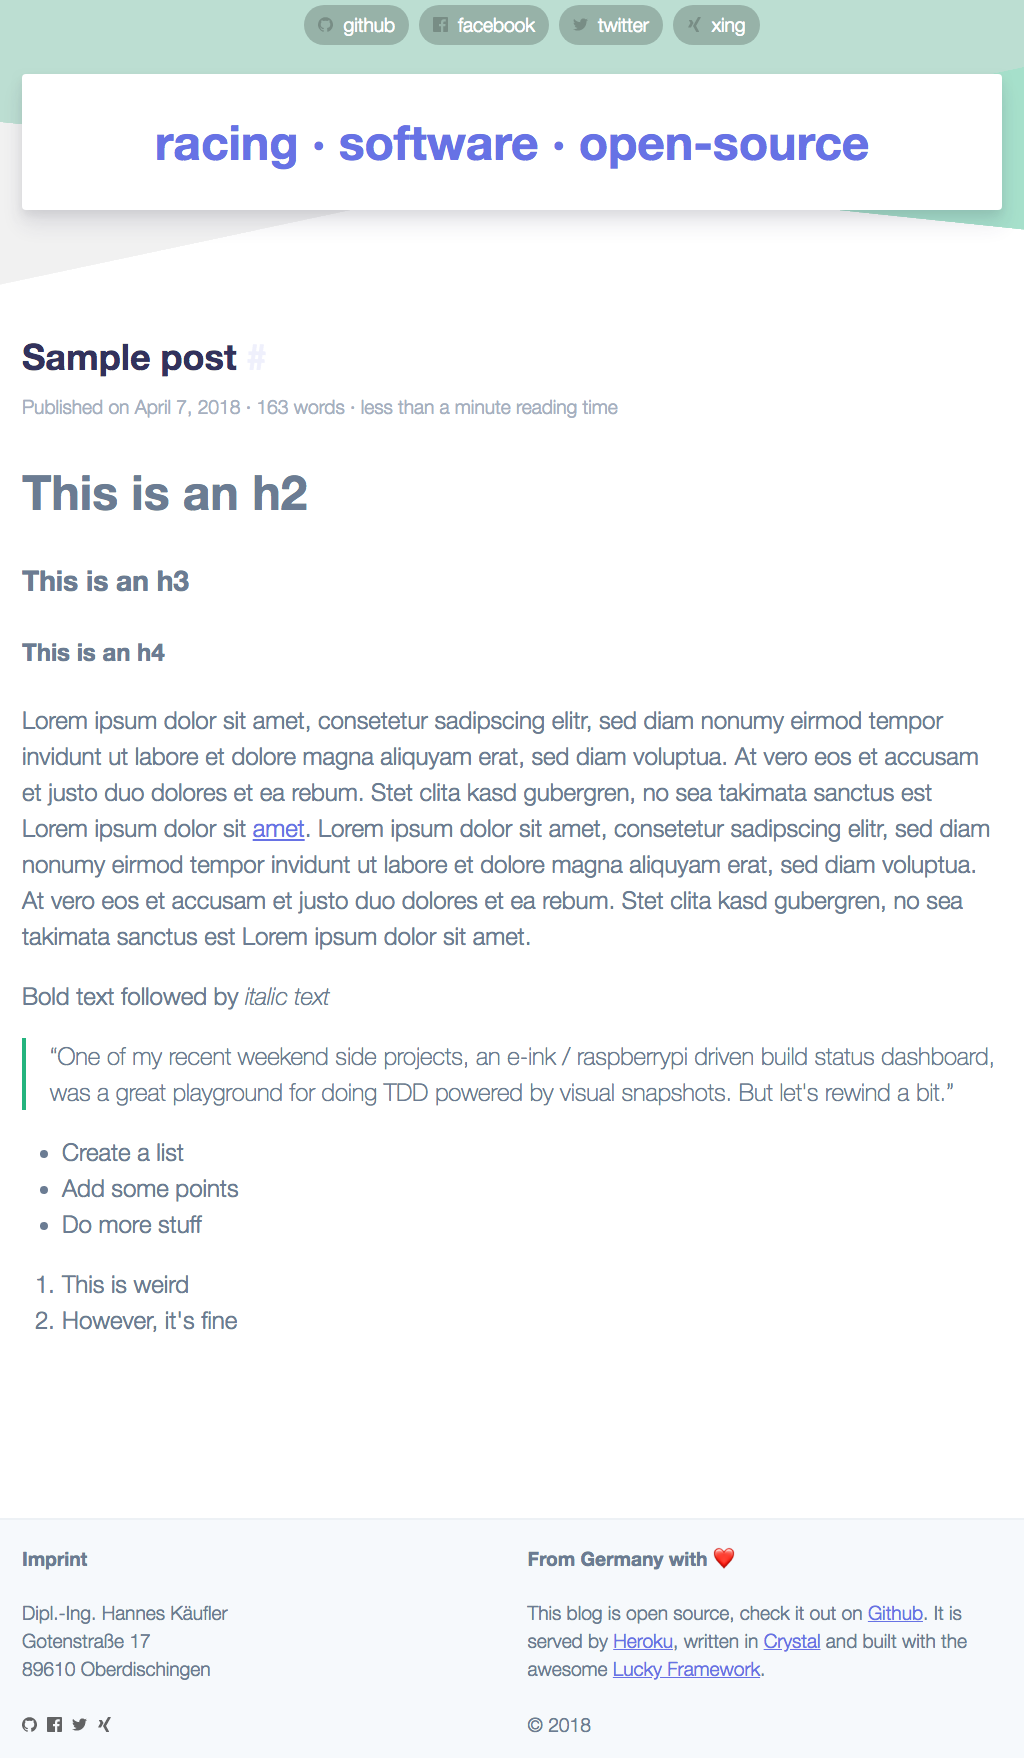 github facebook twitter xing
racing · software · open-source
Sample post #
Published on April 7, 2018 · 163 words · less than a minute reading time
This is an h2
This is an h3
This is an h4
Lorem ipsum dolor sit amet, consetetur sadipscing elitr, sed diam nonumy eirmod tempor
invidunt ut labore et dolore magna aliquyam erat, sed diam voluptua. At vero eos et accusam
et justo duo dolores et ea rebum. Stet clita kasd gubergren, no sea takimata sanctus est
Lorem ipsum dolor sit amet. Lorem ipsum dolor sit amet, consetetur sadipscing elitr, sed diam
nonumy eirmod tempor invidunt ut labore et dolore magna aliquyam erat, sed diam voluptua.
At vero eos et accusam et justo duo dolores et ea rebum. Stet clita kasd gubergren, no sea
takimata sanctus est Lorem ipsum dolor sit amet.
Bold text followed by italic text
“One of my recent weekend side projects, an e-ink / raspberrypi driven build status dashboard,
was a great playground for doing TDD powered by visual snapshots. But let's rewind a bit.”
• Create a list
• Add some points
• Do more stuff
1. This is weird
2. However, it's fine
Imprint
Dipl.-Ing. Hannes Käufler
Gotenstraße 17
89610 Oberdischingen
From Germany with ❤️
This blog is open source, check it out on Github. It is
served by Heroku, written in Crystal and built with the
awesome Lucky Framework.
© 2018